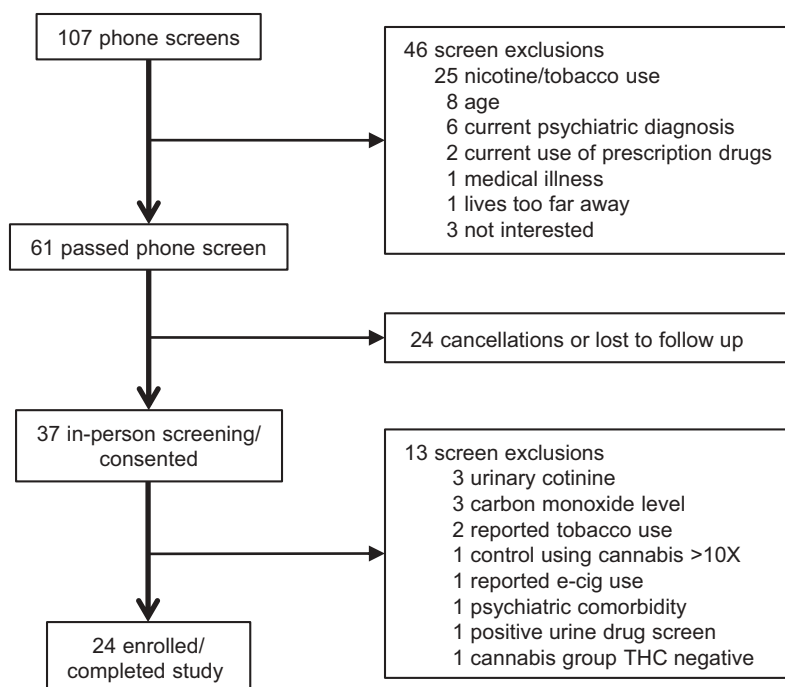 107 phone screens
46 screen exclusions
25 nicotine/tobacco use
8 age
6 current psychiatric diagnosis
2 current use of prescription drugs
1 medical illness
1 lives too far away
3 not interested
61 passed phone screen
24 cancellations or lost to follow up
37 in-person screening/
consented
13 screen exclusions
3 urinary cotinine
3 carbon monoxide level
2 reported tobacco use
1 control using cannabis >10X
1 reported e-cig use
1 psychiatric comorbidity
1 positive urine drug screen
1 cannabis group THC negative
24 enrolled/
completed study